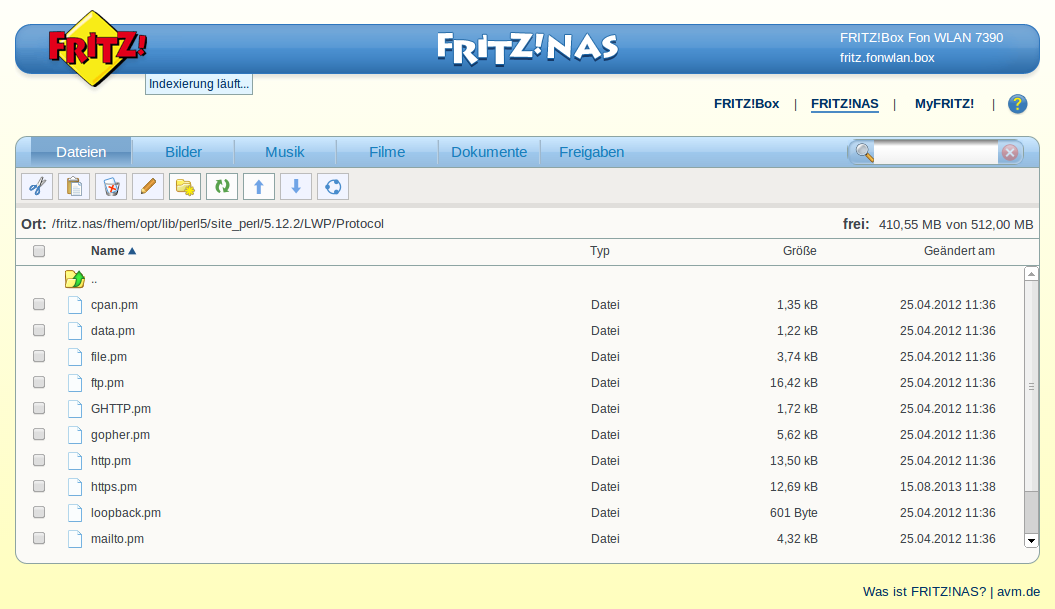 FRITZ!
FRITZ!NAS
FRITZ!Box Fon WLAN 7390
fritz.fonwlan.box
Indexierung läuft...
FRITZ!Box | FRITZ!NAS | MyFRITZ! | ?
Dateien Bilder Musik Filme Dokumente Freigaben
Ort: /fritz.nas/fhem/opt/lib/perl5/site_perl/5.12.2/LWP/Protocol frei: 410,55 MB von 512,00 MB
Name Typ Größe Geändert am
..
cpan.pm Datei 1,35 kB 25.04.2012 11:36
data.pm Datei 1,22 kB 25.04.2012 11:36
file.pm Datei 3,74 kB 25.04.2012 11:36
ftp.pm Datei 16,42 kB 25.04.2012 11:36
GHTTP.pm Datei 1,72 kB 25.04.2012 11:36
gopher.pm Datei 5,62 kB 25.04.2012 11:36
http.pm Datei 13,50 kB 25.04.2012 11:36
https.pm Datei 12,69 kB 15.08.2013 11:38
loopback.pm Datei 601 Byte 25.04.2012 11:36
mailto.pm Datei 4,32 kB 25.04.2012 11:36
Was ist FRITZ!NAS? | avm.de